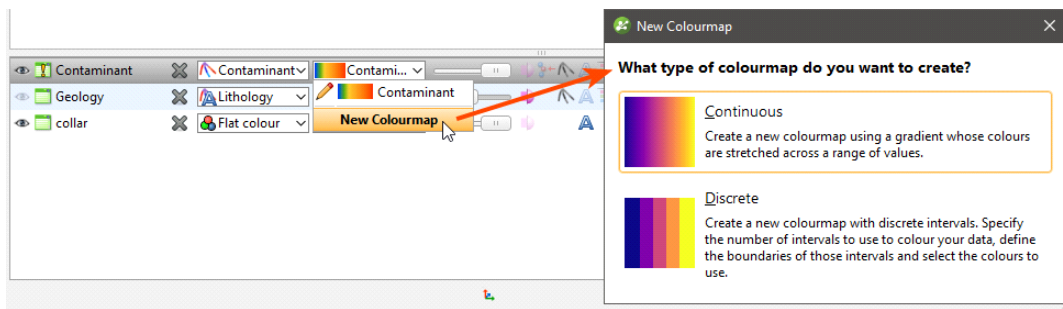 New Colourmap
What type of colourmap do you want to create?
Contaminant
Contaminant
Contami...
Geology
Lithology
Contaminant
collar
Flat colour
New Colourmap
Continuous
Create a new colourmap using a gradient whose colours
are stretched across a range of values.
Discrete
Create a new colourmap with discrete intervals. Specify
the number of intervals to use to colour your data, define
the boundaries of those intervals and select the colours to
use.